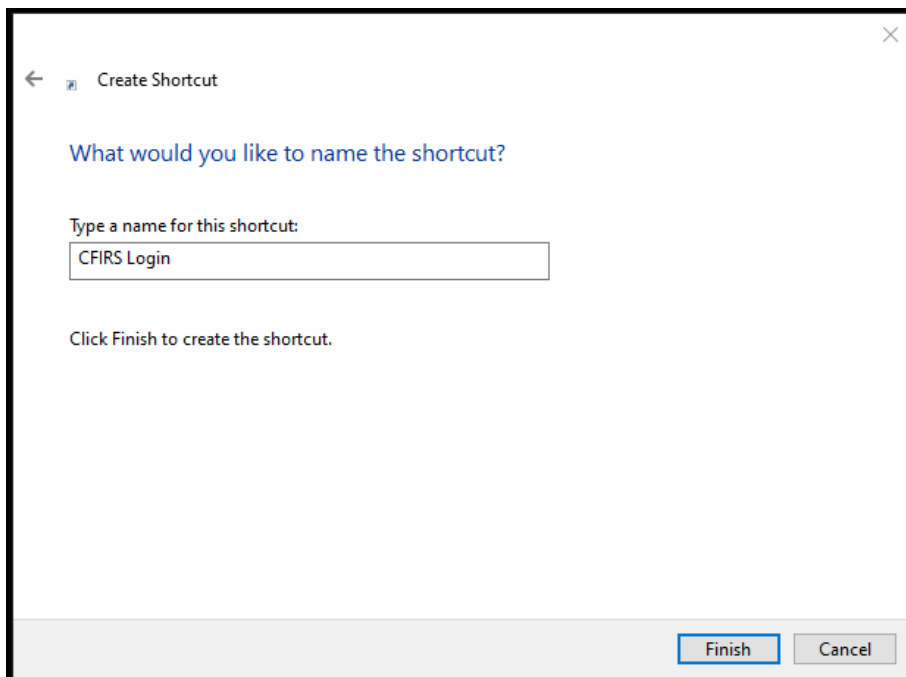 Create Shortcut
What would you like to name the shortcut?
Type a name for this shortcut:
CFIRS Login
Click Finish to create the shortcut.
Finish Cancel